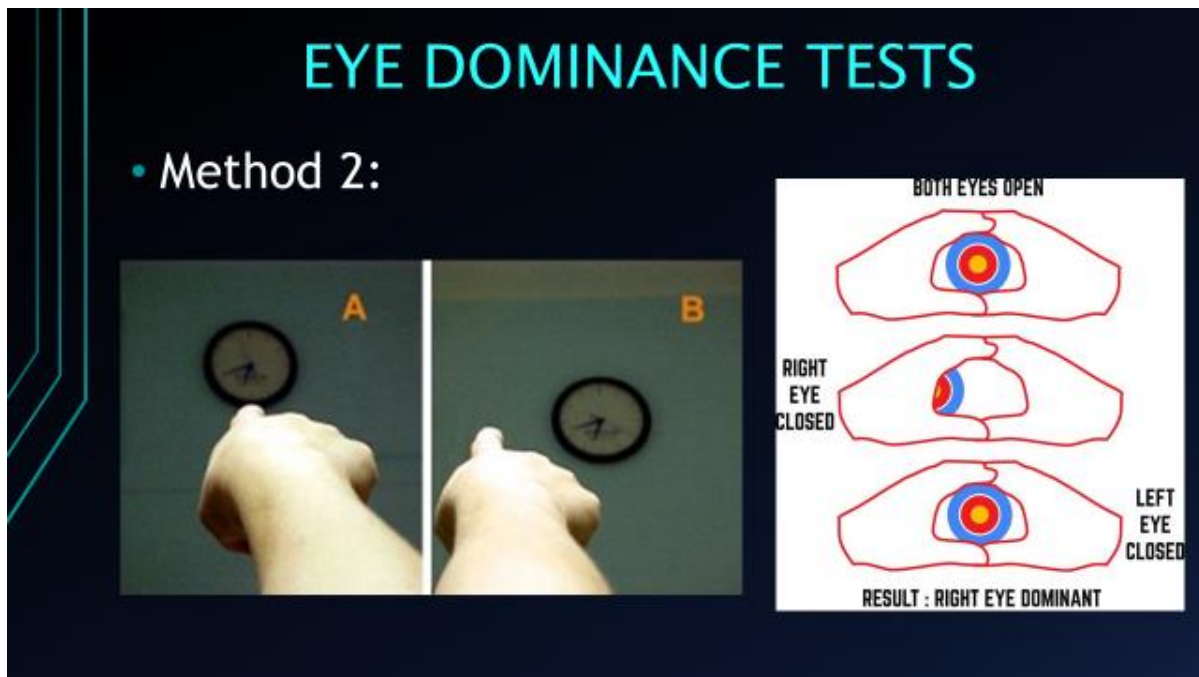 EYE DOMINANCE TESTS
• Method 2:
A
B
BOTH EYES OPEN
RIGHT
EYE
CLOSED
LEFT
EYE
CLOSED
RESULT : RIGHT EYE DOMINANT